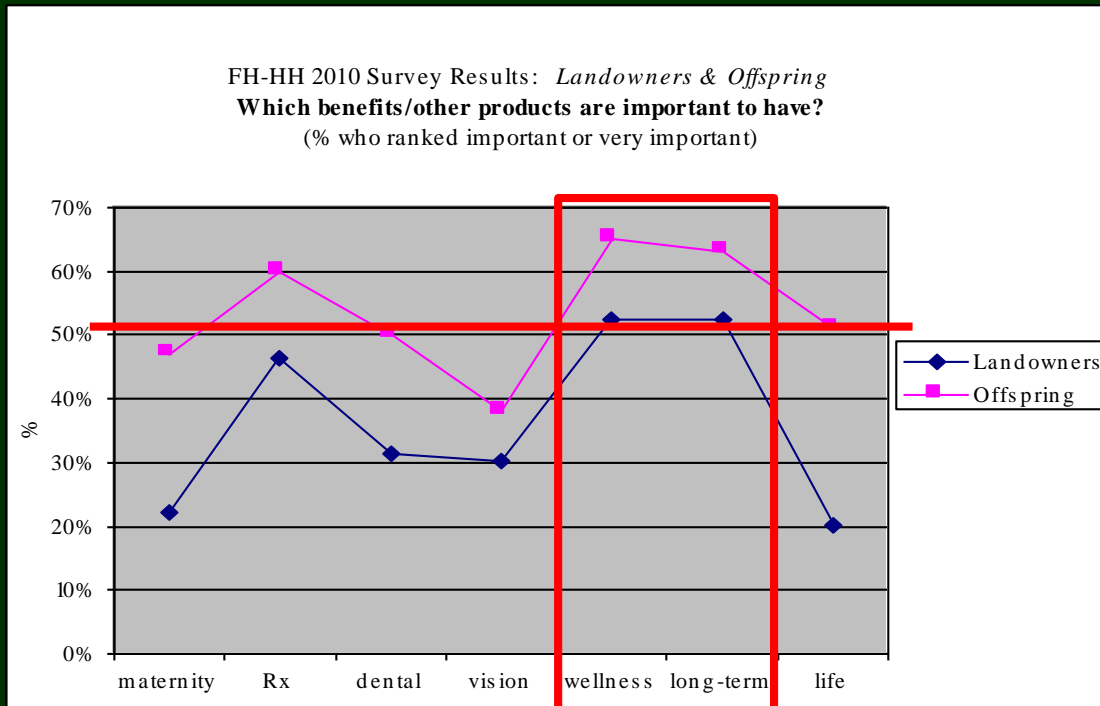 FH-HH 2010 Survey Results: Landowners & Offspring
Which benefits/other products are important to have?
(% who ranked important or very important)
70%
60%
50%
40%
30%
20%
10%
0%
%
maternity Rx dental vision wellness long-term life
Landowners
Offspring